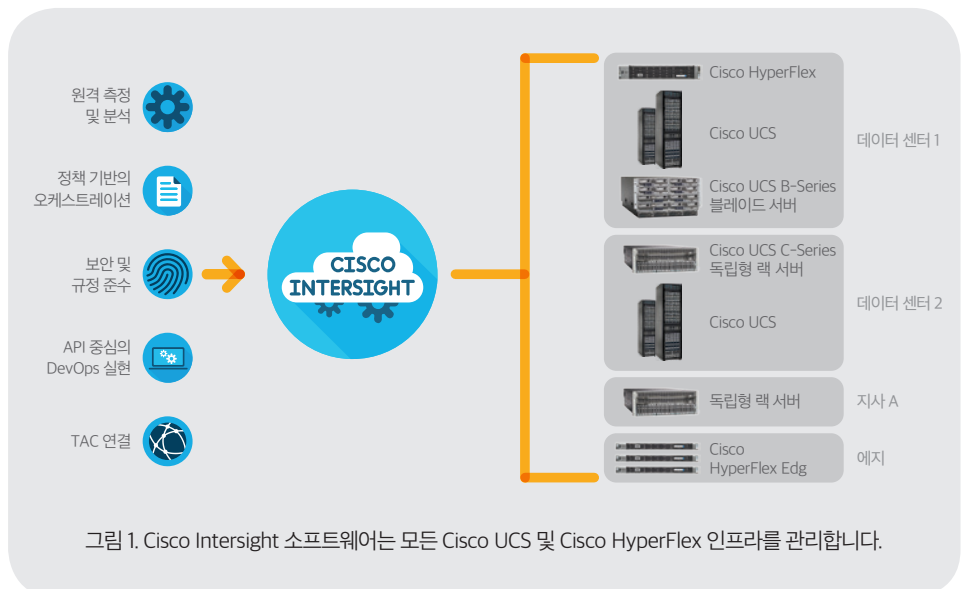 원격 측정
및 분석
정책 기반의
오케스트레이션
보안 및
규정 준수
API 중심의
DevOps 실현
TAC 연결
CISCO
INTERSIGHT
Cisco HyperFlex
Cisco UCS
Cisco UCS B-Series
블레이드 서버
데이터 센터 1
Cisco UCS C-Series
독립형 랙 서버
Cisco UCS
데이터 센터 2
독립형 랙 서버
지사 A
Cisco
HyperFlex Edg
에지
그림 1. Cisco Intersight 소프트웨어는 모든 Cisco UCS 및 Cisco HyperFlex 인프라를 관리합니다.